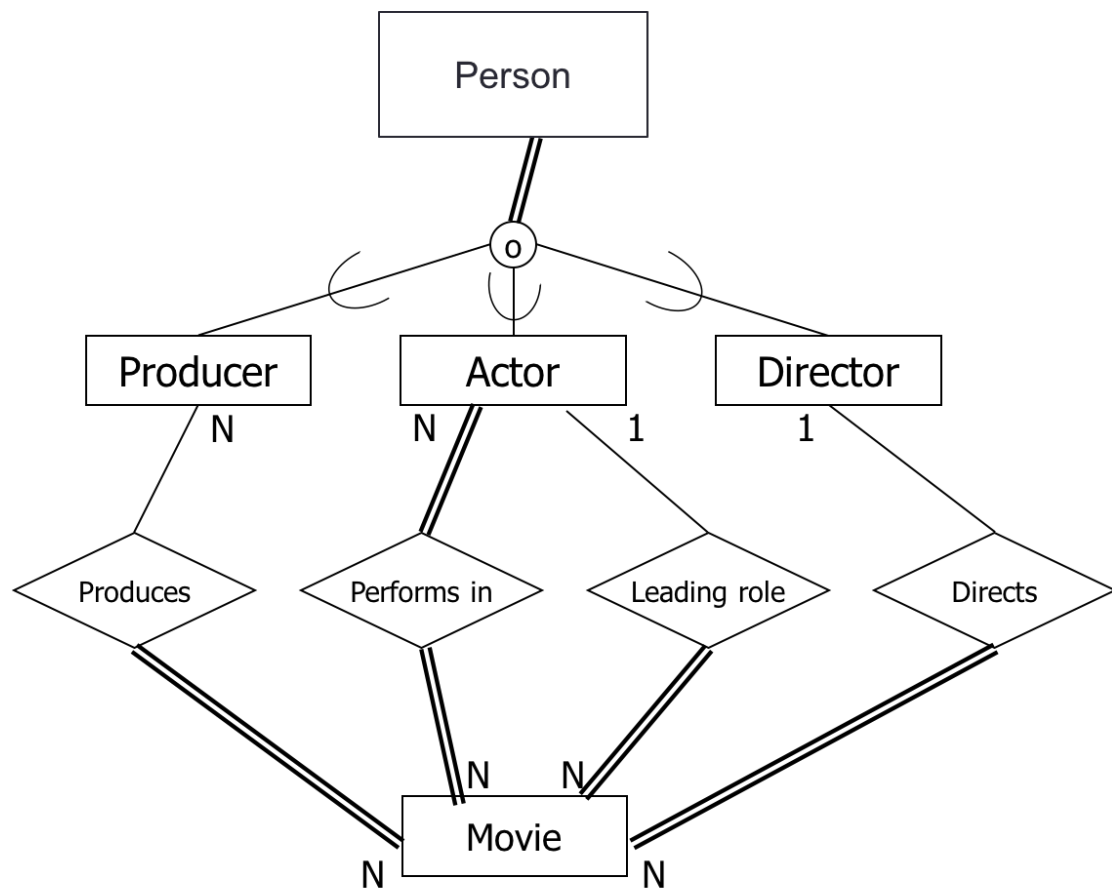 Person
o
Producer
Actor
Director
N
N
1
1
Produces
Performs in
Leading role
Directs
N
N
Movie
N
N